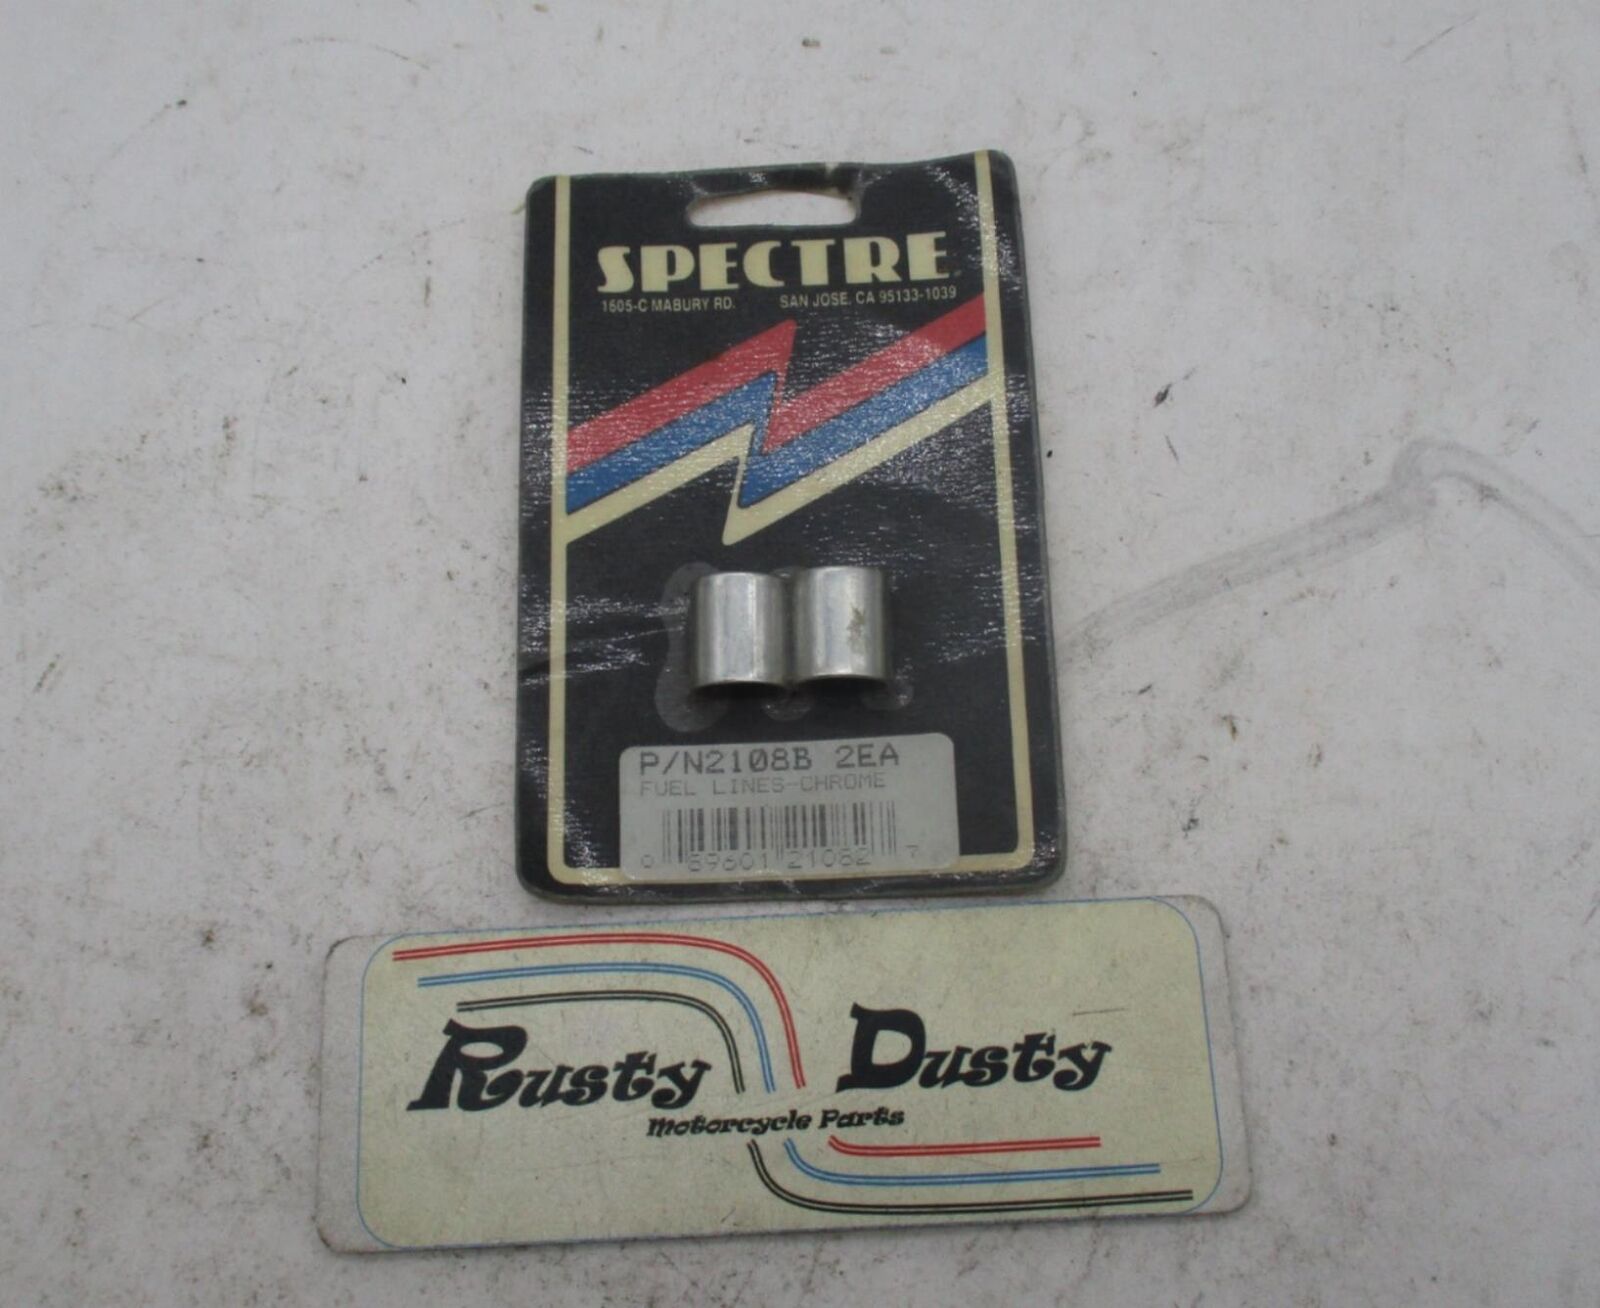 SPECTRE
1605-C MABURY RD. SAN JOSE, CA 95133-1039
P/N2108B 2EA
FUEL LINES-CHROME
0 89601 21082 7
Rusty Dusty
Motorcycle Parts